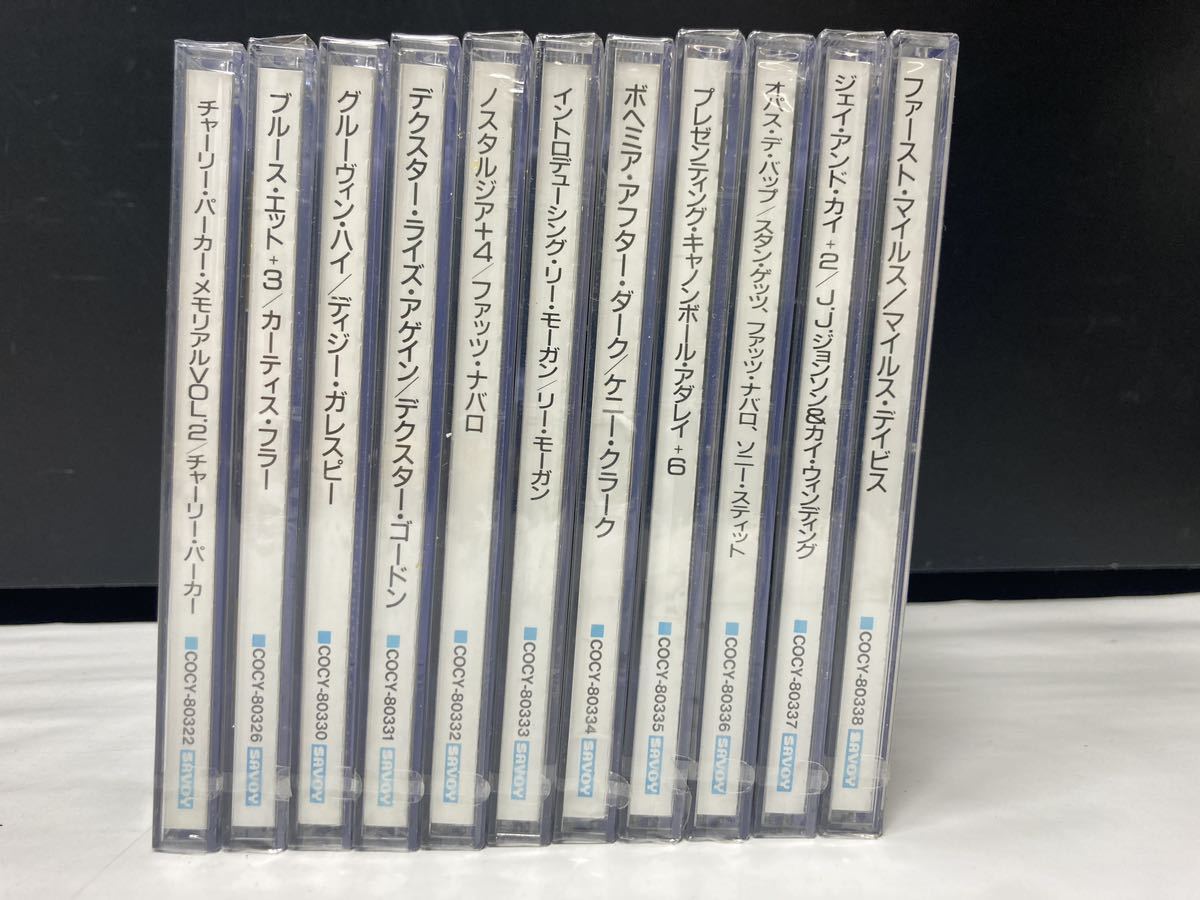 チャーリー・パーカー・メモリアルVOL.2/チャーリー・パーカー ■COCY-80322 SAVOY
ブルース・エット+3/カーティス・フラー ■COCY-80326 SAVOY
グルーヴィン・ハイ/ディジー・ガレスピー ■COCY-80330 SAVOY
デクスター・ライズ・アゲイン/デクスター・ゴードン ■COCY-80331 SAVOY
ノスタルジア+4/ファッツ・ナバロ ■COCY-80332 SAVOY
イントロデューシング・リー・モーガン/リー・モーガン ■COCY-80333 SAVOY
ボヘミア・アフター・ダーク/ケニー・クラーク ■COCY-80334 SAVOY
プレゼンティング・キャノンボール・アダレイ+6 ■COCY-80335 SAVOY
オパス・デ・バップ/スタン・ゲッツ、ファッツ・ナバロ、ソニー・スティット ■COCY-80336 SAVOY
ジェイ・アンド・カイ+2/J.J.ジョンソン&カイ・ウィンディング ■COCY-80337 SAVOY
ファースト・マイルス/マイルス・デイビス ■COCY-80338 SAVOY